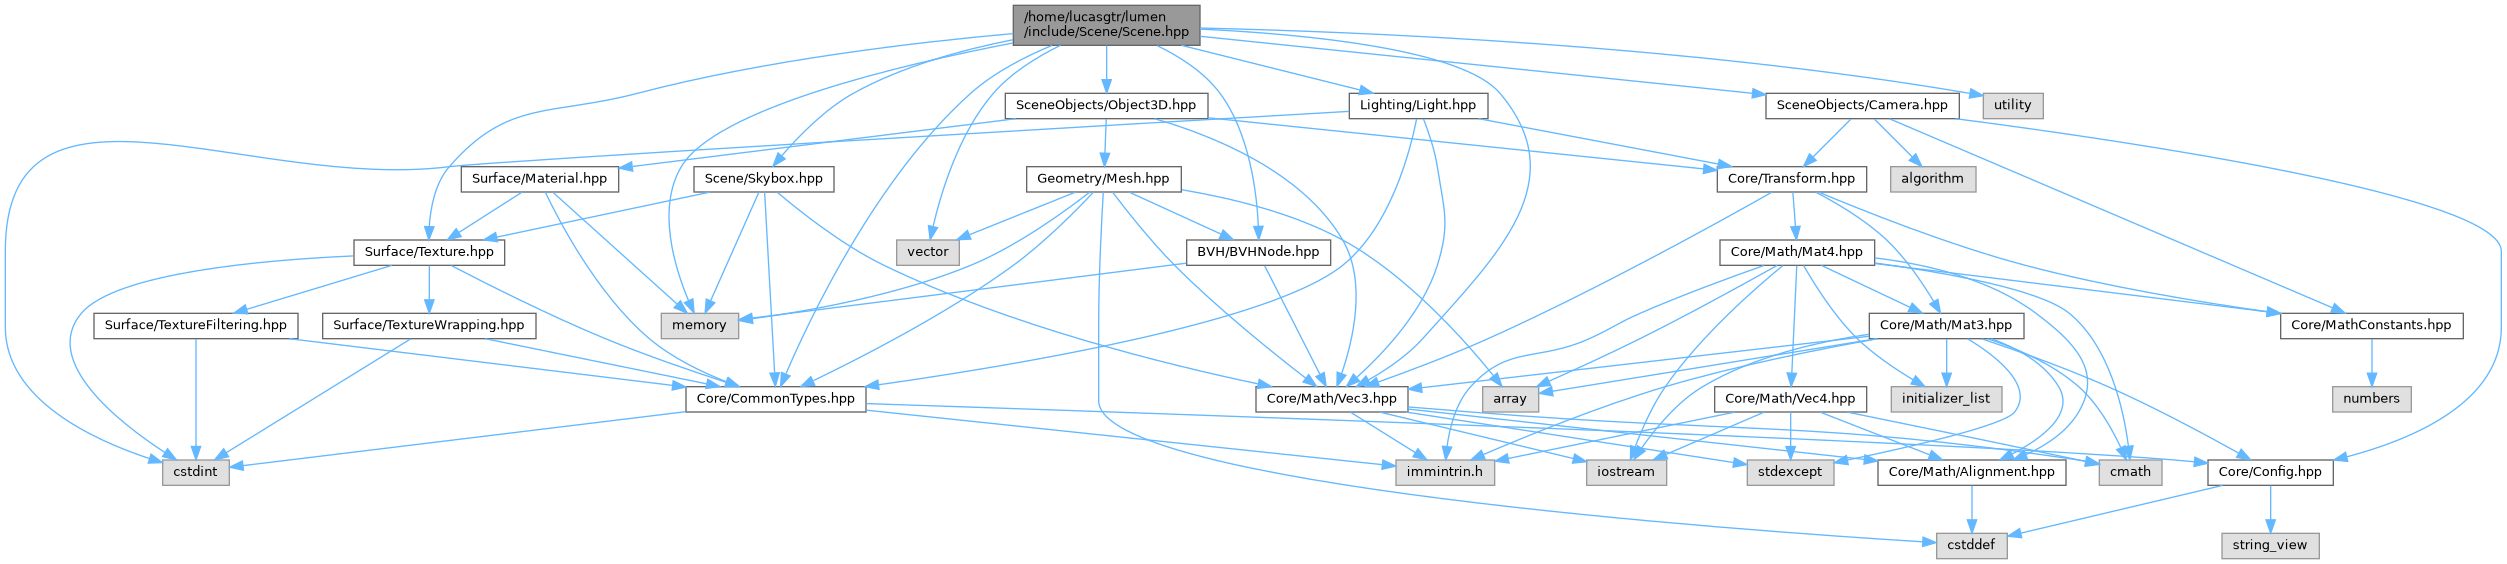 /home/lucasgtr/lumen
/include/Scene/Scene.hpp
SceneObjects/Object3D.hpp
Lighting/Light.hpp
SceneObjects/Camera.hpp
utility
Surface/Material.hpp
Scene/Skybox.hpp
Geometry/Mesh.hpp
Core/Transform.hpp
algorithm
Surface/Texture.hpp
vector
BVH/BVHNode.hpp
Core/Math/Mat4.hpp
Surface/TextureFiltering.hpp
Surface/TextureWrapping.hpp
memory
Core/Math/Mat3.hpp
Core/MathConstants.hpp
Core/CommonTypes.hpp
Core/Math/Vec3.hpp
array
Core/Math/Vec4.hpp
initializer_list
numbers
cstdint
immintrin.h
iostream
stdexcept
Core/Math/Alignment.hpp
cmath
Core/Config.hpp
cstddef
string_view